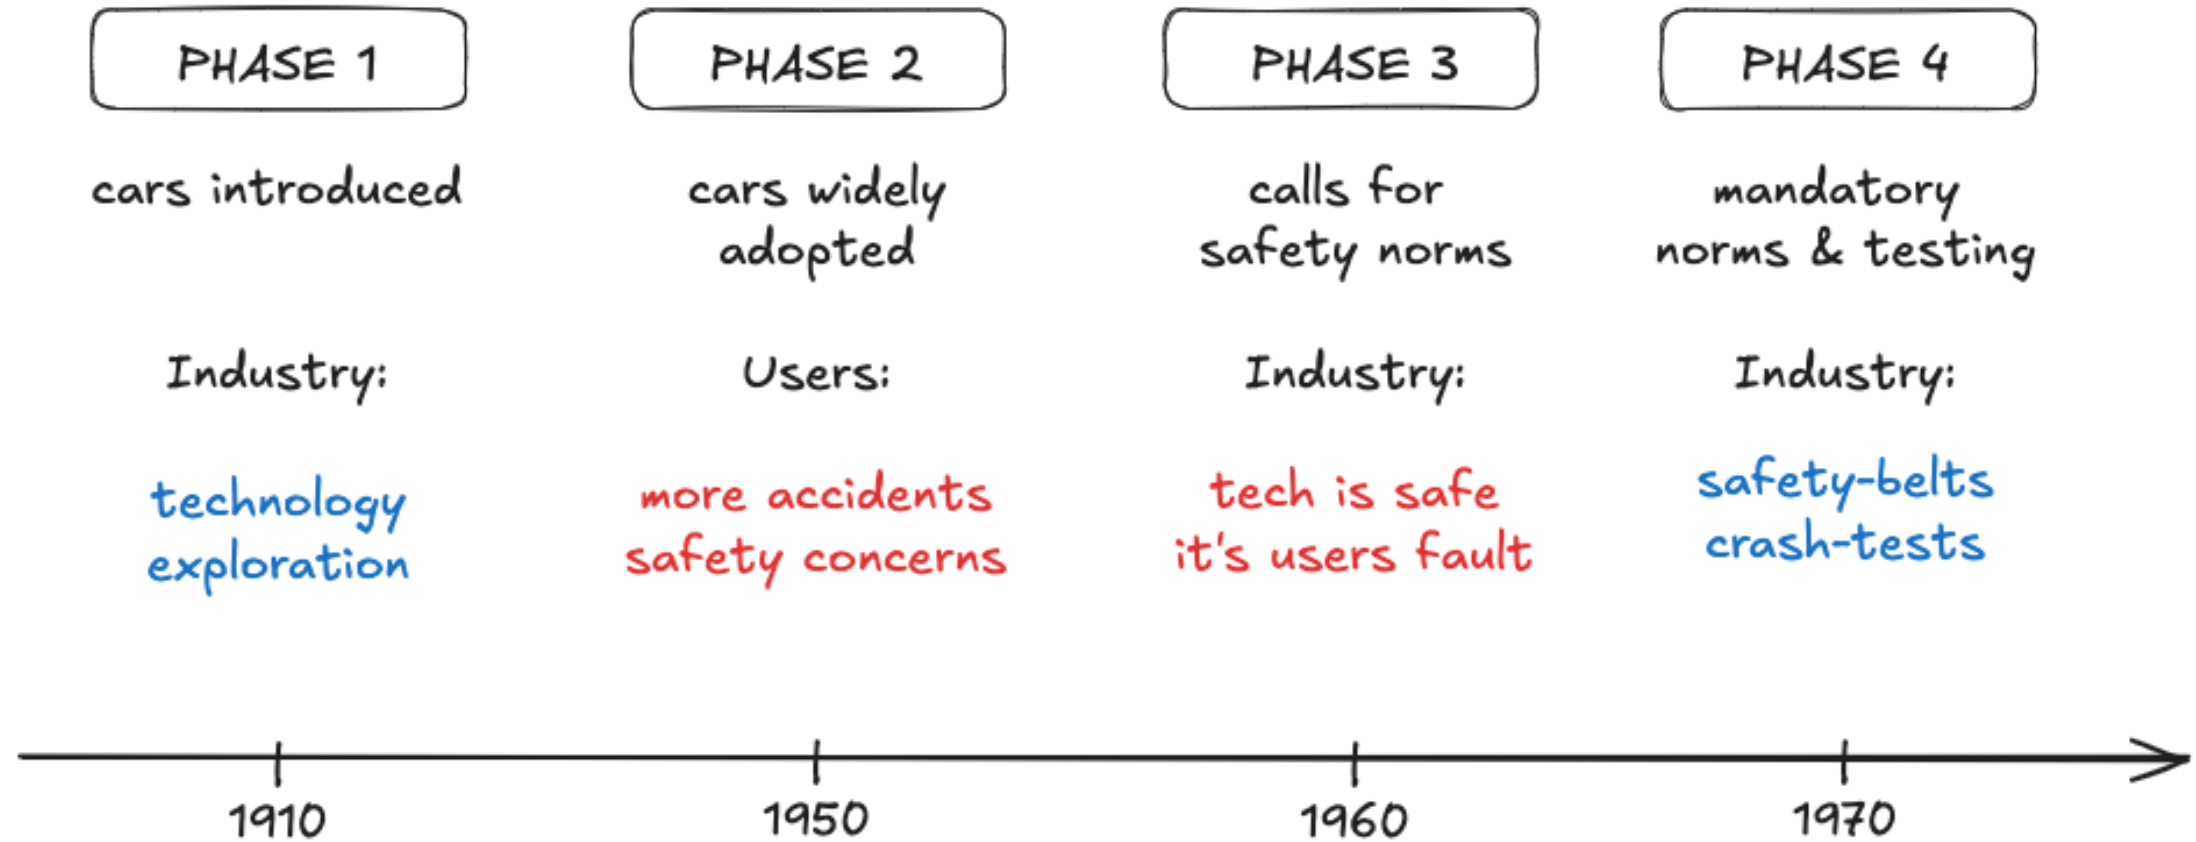 PHASE 1
cars introduced
Industry:
technology
exploration
PHASE 2
cars widely
adopted
Users:
more accidents
safety concerns
PHASE 3
calls for
safety norms
Industry:
tech is safe
it's users fault
PHASE 4
mandatory
norms & testing
Industry:
safety-belts
crash-tests
1910
1950
1960
1970